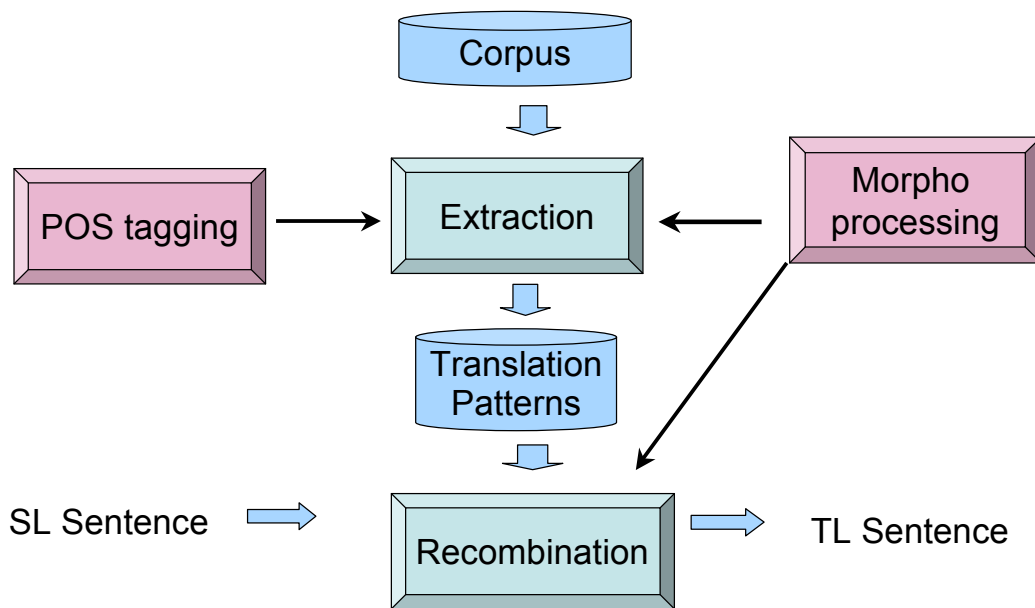 Corpus
POS tagging
Extraction
Morpho
processing
Translation
Patterns
SL Sentence
Recombination
TL Sentence